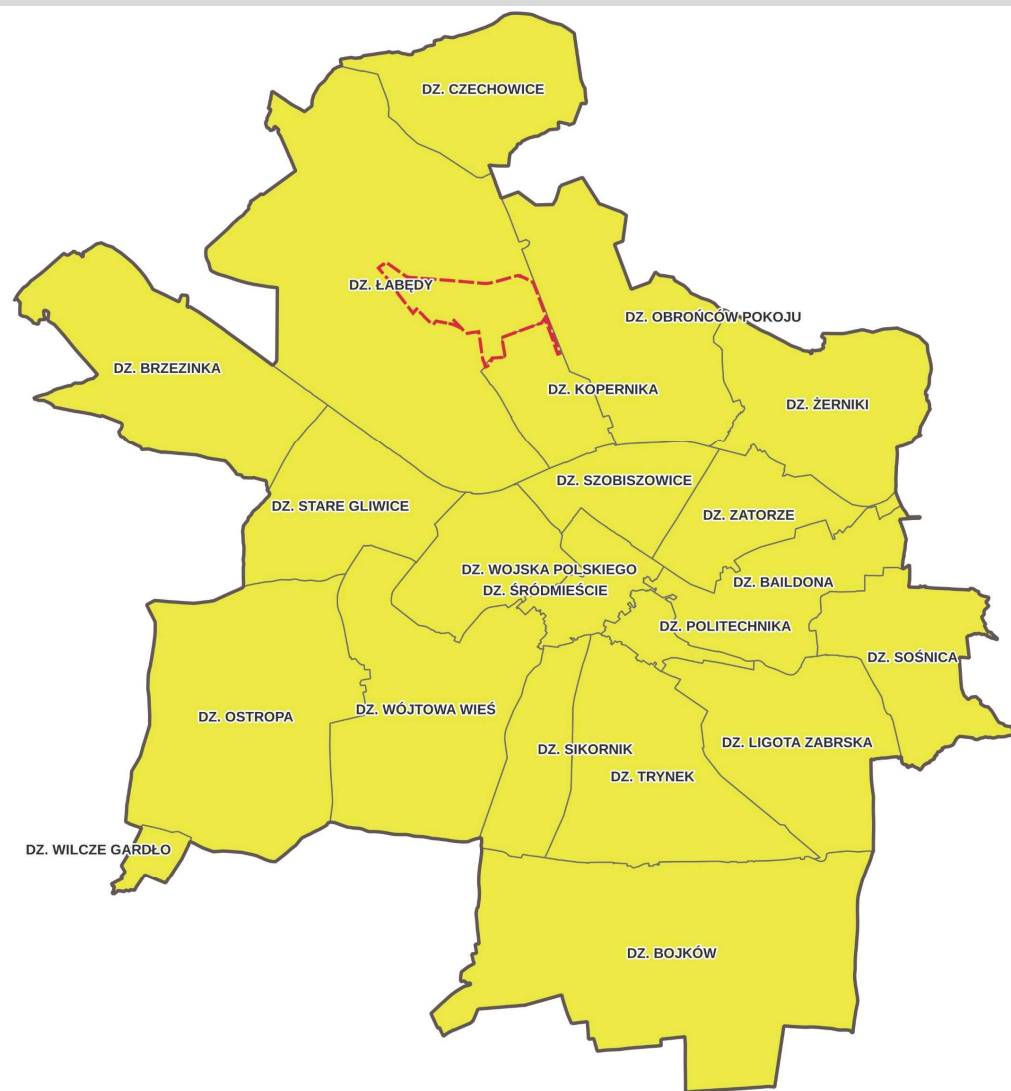 DZ. CZECHOWICE
DZ. ŁABĘDY
DZ. OBROŃCÓW POKOJU
DZ. BRZEZINKA
DZ. KOPERNIKA
DZ. ŻERNIKI
DZ. SZOBISZOWICE
DZ. STARE GLIWICE
DZ. ZATORZE
DZ. WOJSKA POLSKIEGO
DZ. BAILDONA
DZ. ŚRÓDMIEŚCIE
DZ. POLITECHNIKA
DZ. SOŚNICA
DZ. WÓJTOWA WIEŚ
DZ. OSTROPA
DZ. LIGOTA ZABRSKA
DZ. SIKORNIK
DZ. TRYNEK
DZ. WILCZE GARDŁO
DZ. BOJKÓW